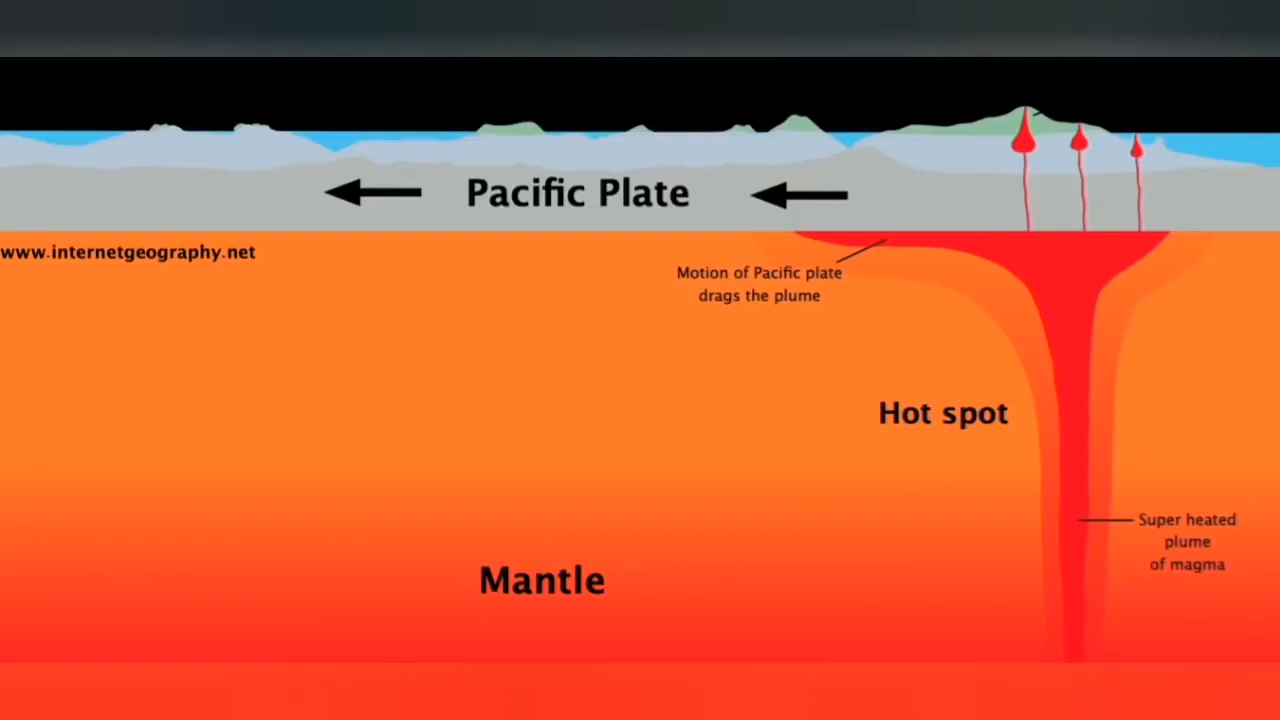 Pacific Plate
www.internetgeography.net
Motion of Pacific plate
drags the plume
Hot spot
Super heated
plume
of magma
Mantle